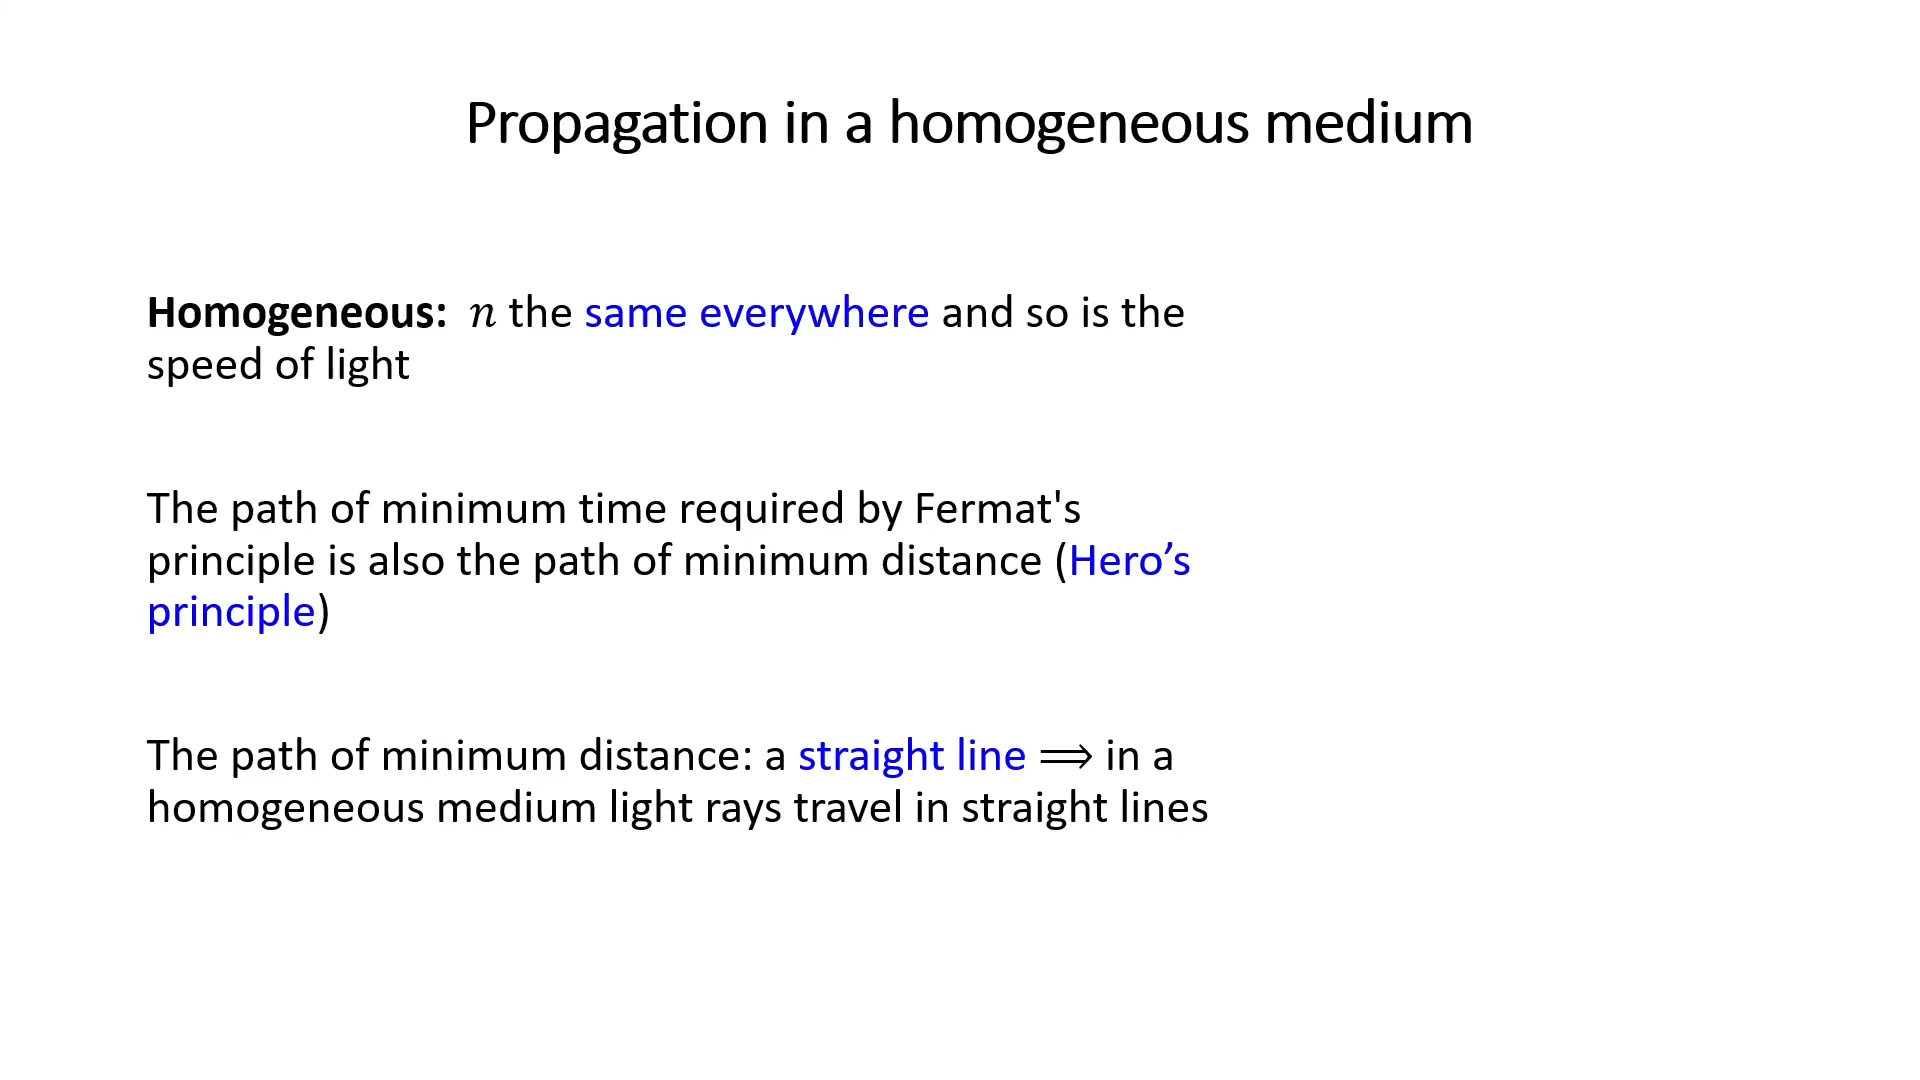 Propagation in a homogeneous medium
Homogeneous: n the same everywhere and so is the
speed of light
The path of minimum time required by Fermat's
principle is also the path of minimum distance (Hero’s
principle)
The path of minimum distance: a straight line ⟹ in a
homogeneous medium light rays travel in straight lines